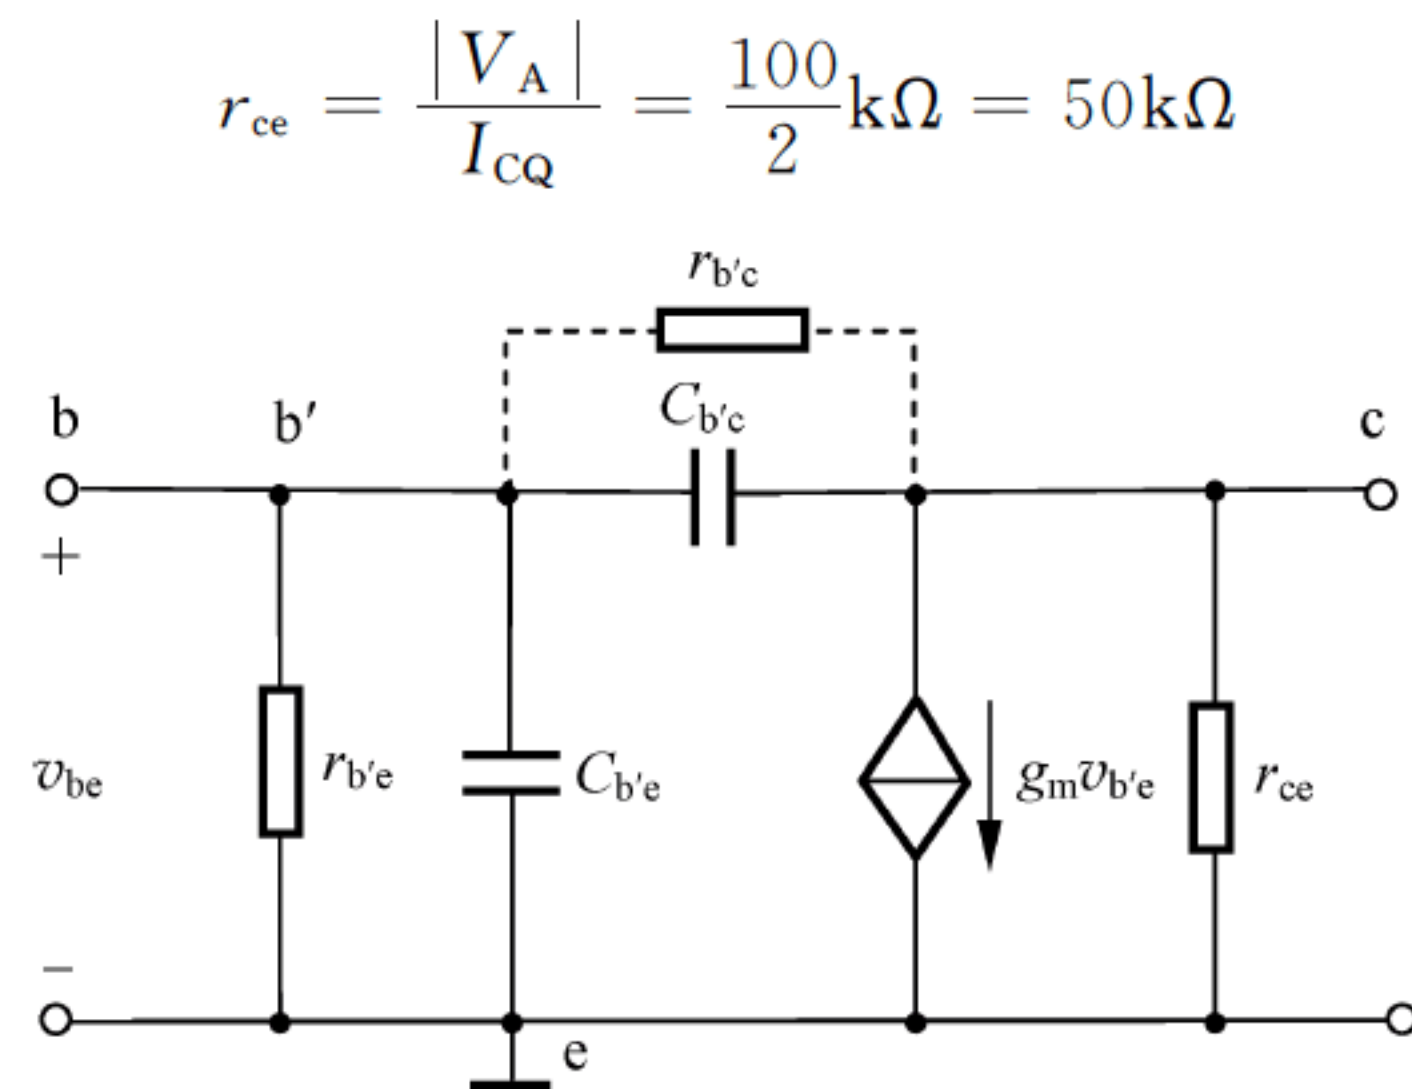 r_ce = |V_A| / I_CQ = 100/2 kΩ = 50kΩ
r_b′c
C_b′c
b b′ c
+
v_be r_b′e C_b′e g_m v_b′e r_ce
−
e